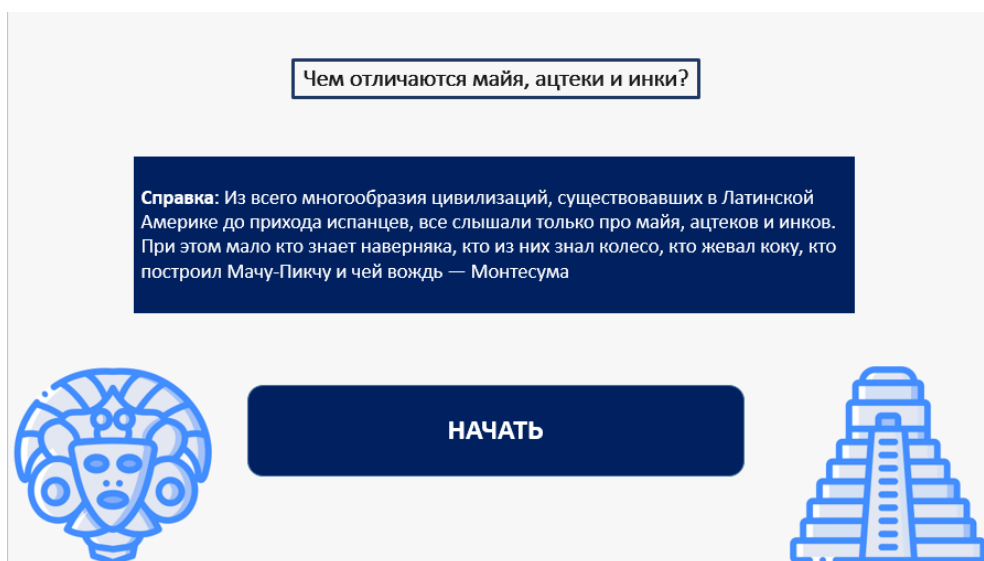 Чем отличаются майя, ацтеки и инки?
Справка: Из всего многообразия цивилизаций, существовавших в Латинской
Америке до прихода испанцев, все слышали только про майя, ацтеков и инков.
При этом мало кто знает наверняка, кто из них знал колесо, кто жевал коку, кто
построил Мачу-Пикчу и чей вождь — Монтесума
НАЧАТЬ